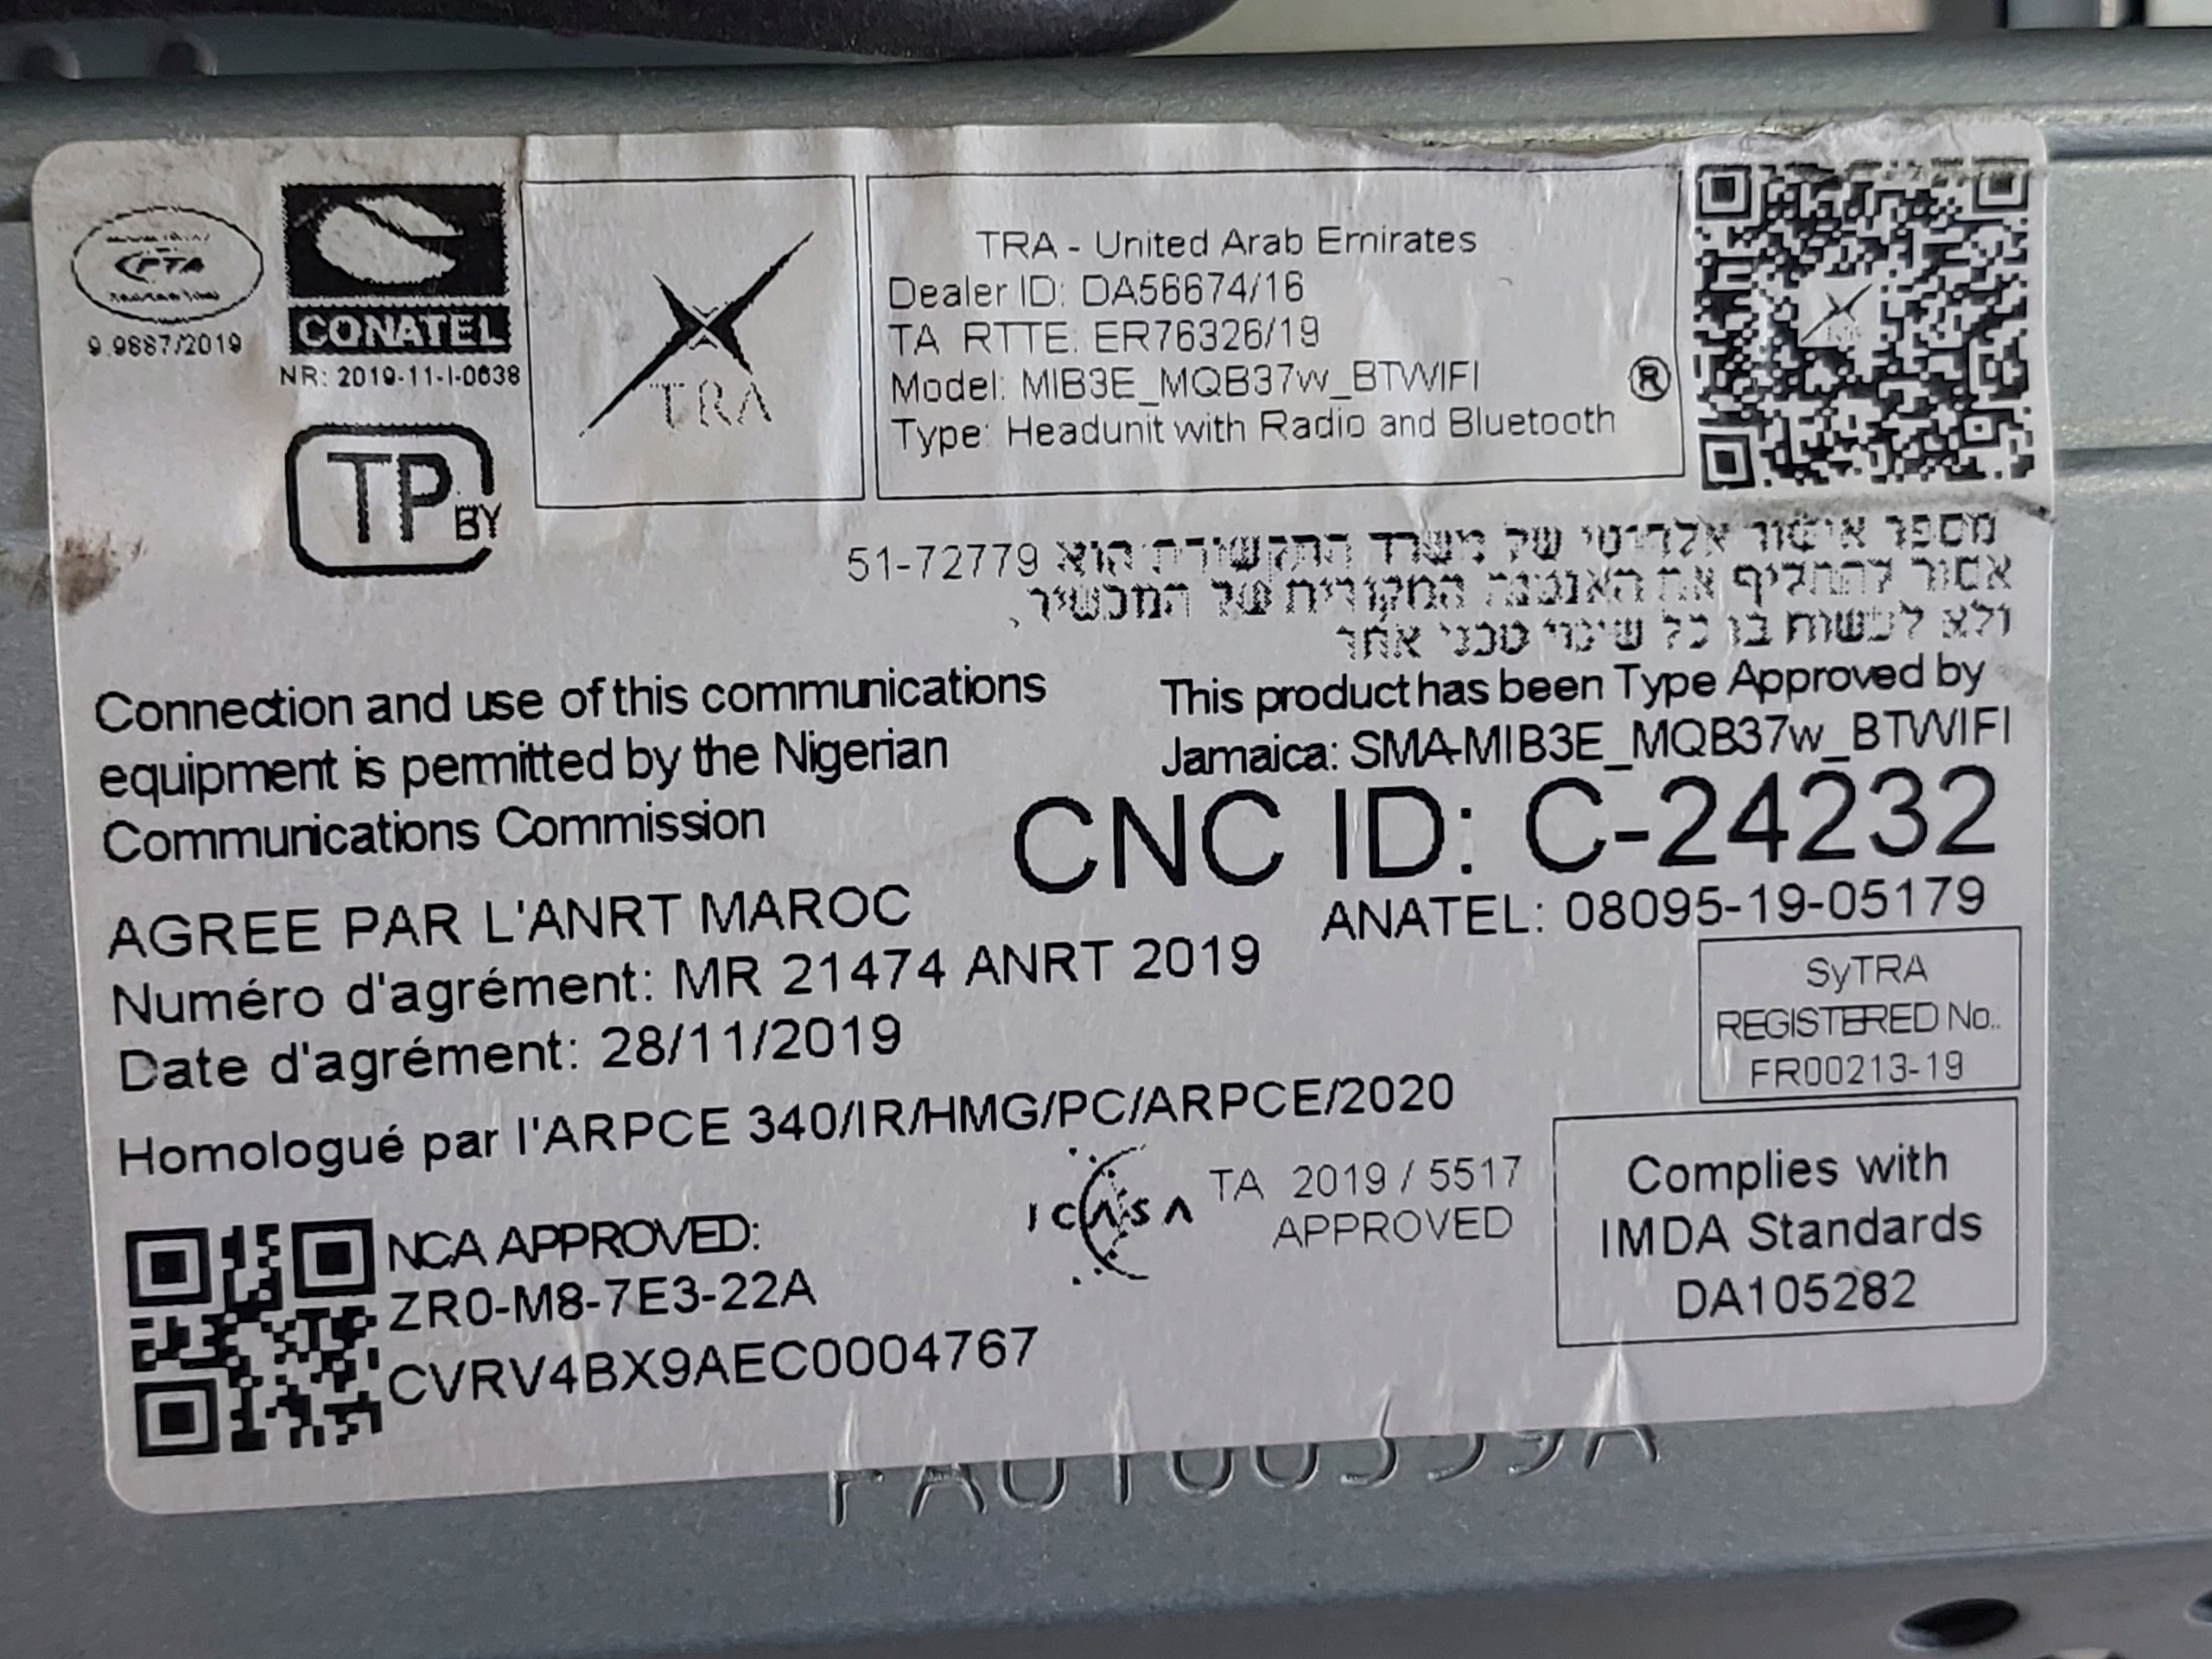 PTA
9.9887/2019
CONATEL
NR: 2019-11-I-0638
TP BY
TRA
TRA - United Arab Emirates
Dealer ID: DA56674/16
TA RTTE: ER76326/19
Model: MIB3E_MQB37w_BTWIFI
Type: Headunit with Radio and Bluetooth
®
מספר אישור אלחוטי של משרד התקשורת הוא 51-72779
אסור להחליף את האנטנה המקורית של המכשיר,
ולא לעשות בו כל שינוי טכני אחר
Connection and use of this communications
equipment is permitted by the Nigerian
Communications Commission
This product has been Type Approved by
Jamaica: SMA-MIB3E_MQB37w_BTWIFI
CNC ID: C-24232
ANATEL: 08095-19-05179
AGREE PAR L'ANRT MAROC
Numéro d'agrément: MR 21474 ANRT 2019
Date d'agrément: 28/11/2019
SyTRA
REGISTERED No..
FR00213-19
Homologué par l'ARPCE 340/IR/HMG/PC/ARPCE/2020
ICASA
TA 2019 / 5517
APPROVED
Complies with
IMDA Standards
DA105282
NCA APPROVED:
ZR0-M8-7E3-22A
CVRV4BX9AEC0004767